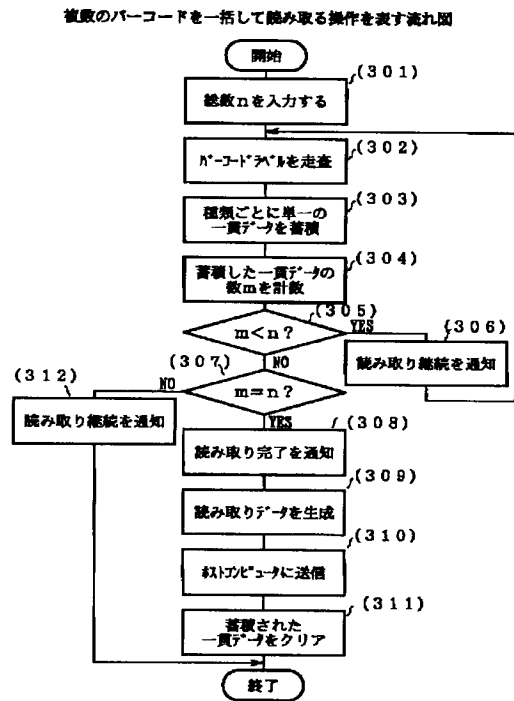 複数のバーコードを一括して読み取る操作を表す流れ図
開始
(301)
総数nを入力する
(302)
バーコードラベルを走査
(303)
種類ごとに単一の
一貫データを蓄積
(304)
蓄積した一貫データの
数mを計数
(305)
m<n?
YES
(306)
読み取り継続を通知
NO
(307)
m=n?
NO
(312)
読み取り継続を通知
YES
(308)
読み取り完了を通知
(309)
読み取りデータを生成
(310)
ホストコンピュータに送信
(311)
蓄積された
一貫データをクリア
終了